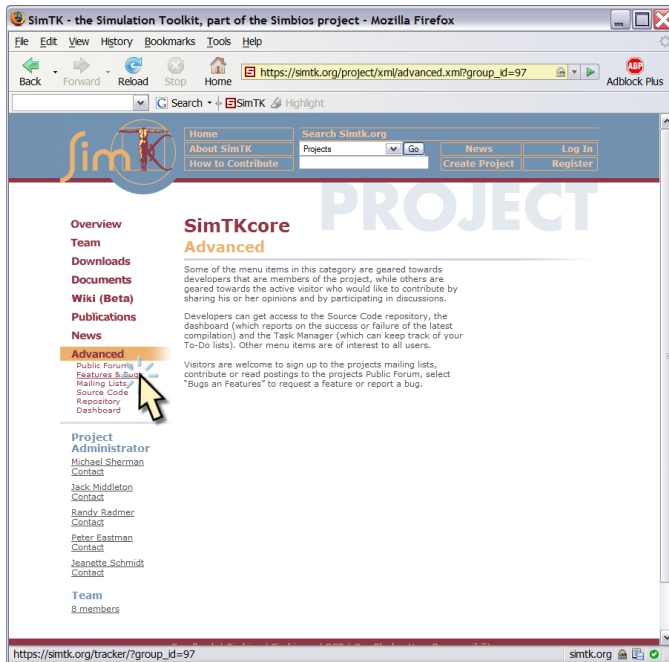 SimTK - the Simulation Toolkit, part of the Simbios project - Mozilla Firefox
File Edit View History Bookmarks Tools Help
Back Forward Reload Stop Home https://simtk.org/project/xml/advanced.xml?group_id=97 ABP Adblock Plus
G Search SimTK Highlight
SimTK
Home Search Simtk.org
About SimTK Projects Go News Log In
How to Contribute Create Project Register
PROJECT
Overview
Team
Downloads
Documents
Wiki (Beta)
Publications
News
Advanced
Public Forums
Features & Bugs
Mailing Lists
Source Code
Repository
Dashboard
Project
Administrator
Michael Sherman
Contact
Jack Middleton
Contact
Randy Radmer
Contact
Peter Eastman
Contact
Jeanette Schmidt
Contact
Team
8 members
SimTKcore
Advanced
Some of the menu items in this category are geared towards
developers that are members of the project, while others are
geared towards the active visitor who would like to contribute by
sharing his or her opinions and by participating in discussions.
Developers can get access to the Source Code repository, the
dashboard (which reports on the success or failure of the latest
compilation) and the Task Manager (which can keep track of your
To-Do lists). Other menu items are of interest to all users.
Visitors are welcome to sign up to the projects mailing lists,
contribute or read postings to the projects Public Forum, select
"Bugs an Features" to request a feature or report a bug.
https://simtk.org/tracker/?group_id=97 simtk.org